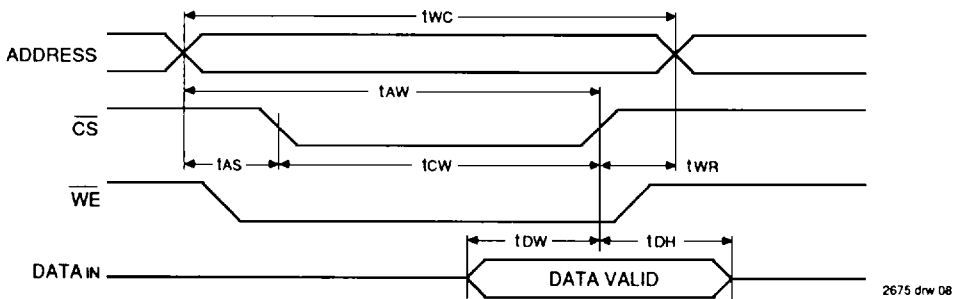 tWC
ADDRESS
tAW
CS
tAS
tCW
tWR
WE
tDW
tDH
DATA IN
DATA VALID
2675 drw 08